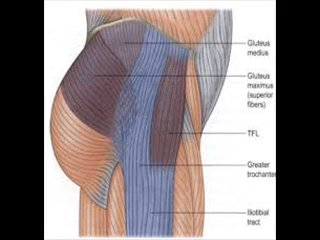 Gluteus
medius
Gluteus
maximus
(superior
fibers)
TFL
Greater
trochanter
Iliotibial
tract